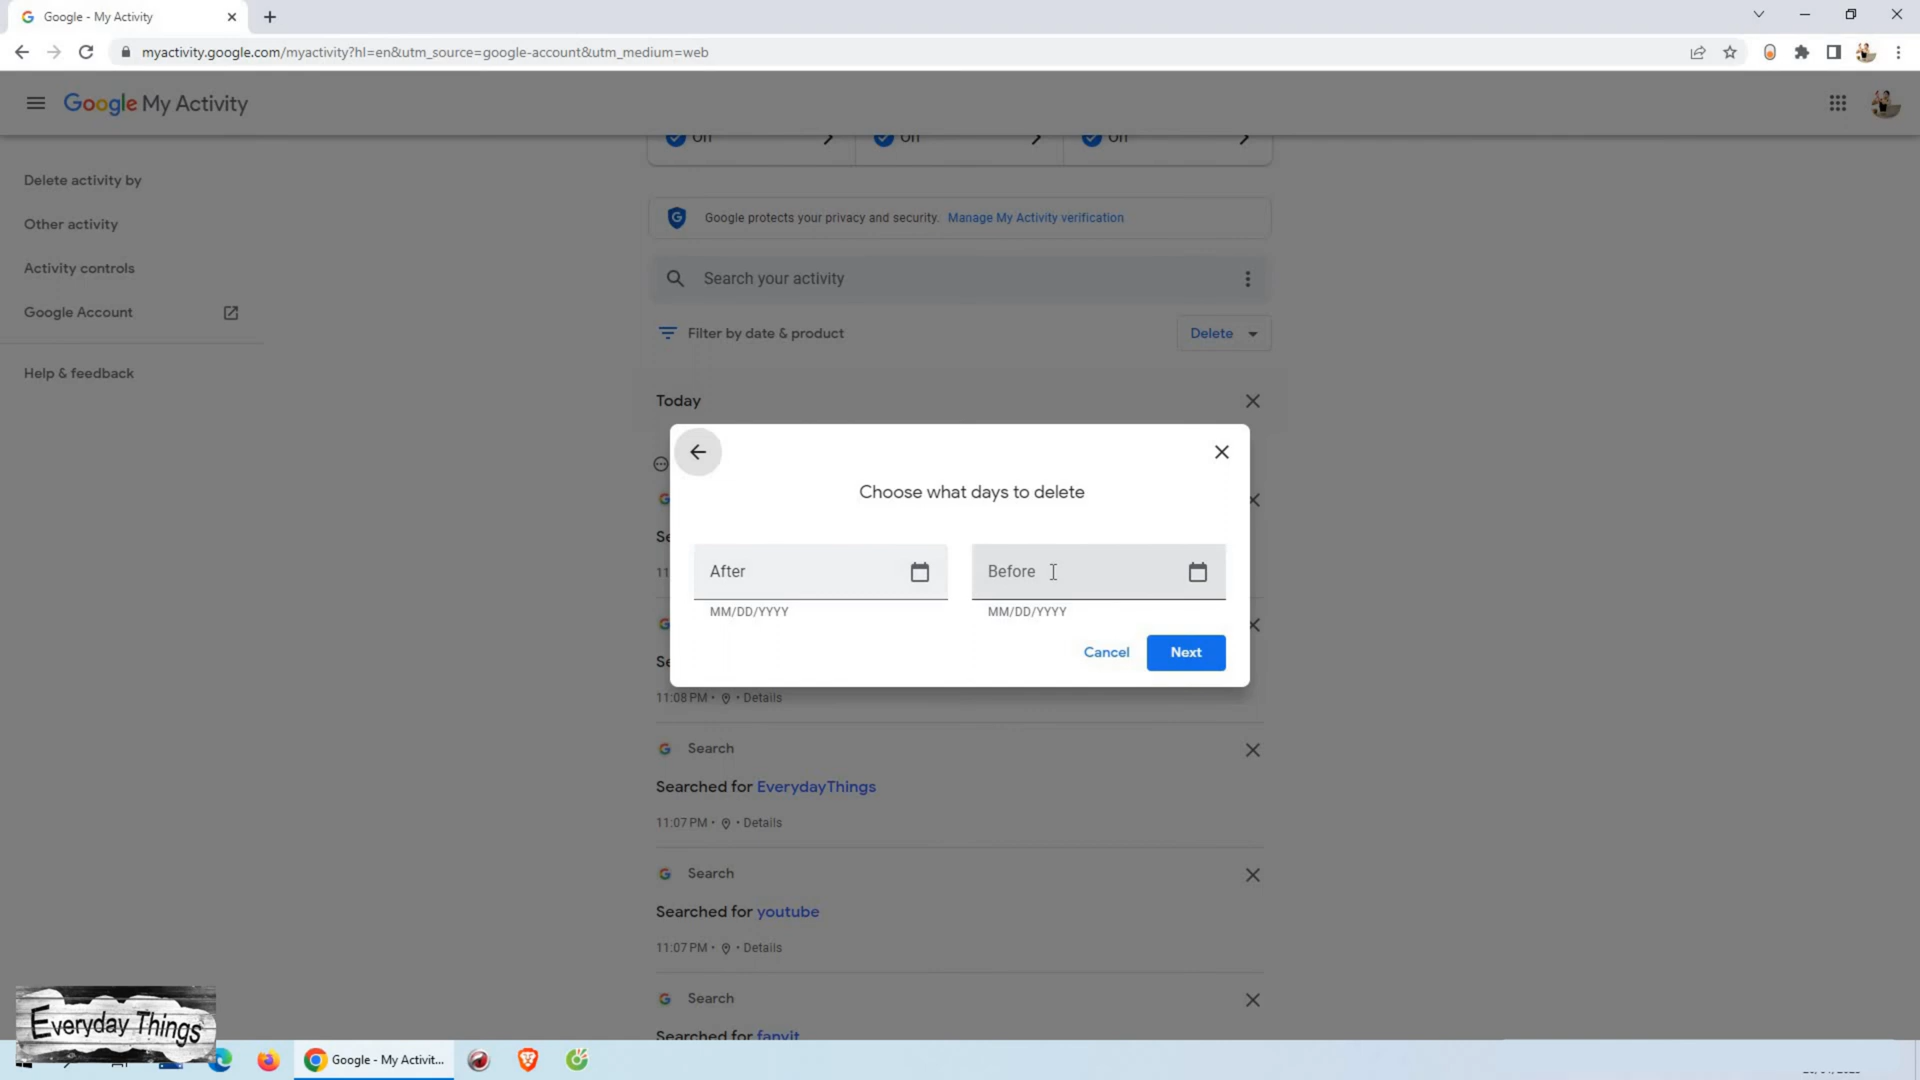 Google - My Activity
myactivity.google.com/myactivity?hl=en&utm_source=google-account&utm_medium=web
Google My Activity
Delete activity by
Other activity
Activity controls
Google Account
Help & feedback
Google protects your privacy and security. Manage My Activity verification
Search your activity
Filter by date & product
Delete
Today
Choose what days to delete
After
Before
MM/DD/YYYY
MM/DD/YYYY
Cancel
Next
11:08 PM • • Details
Search
Searched for EverydayThings
11:07 PM • • Details
Search
Searched for youtube
11:07 PM • • Details
Search
Searched for fanvit
Everyday Things
Google - My Activit...